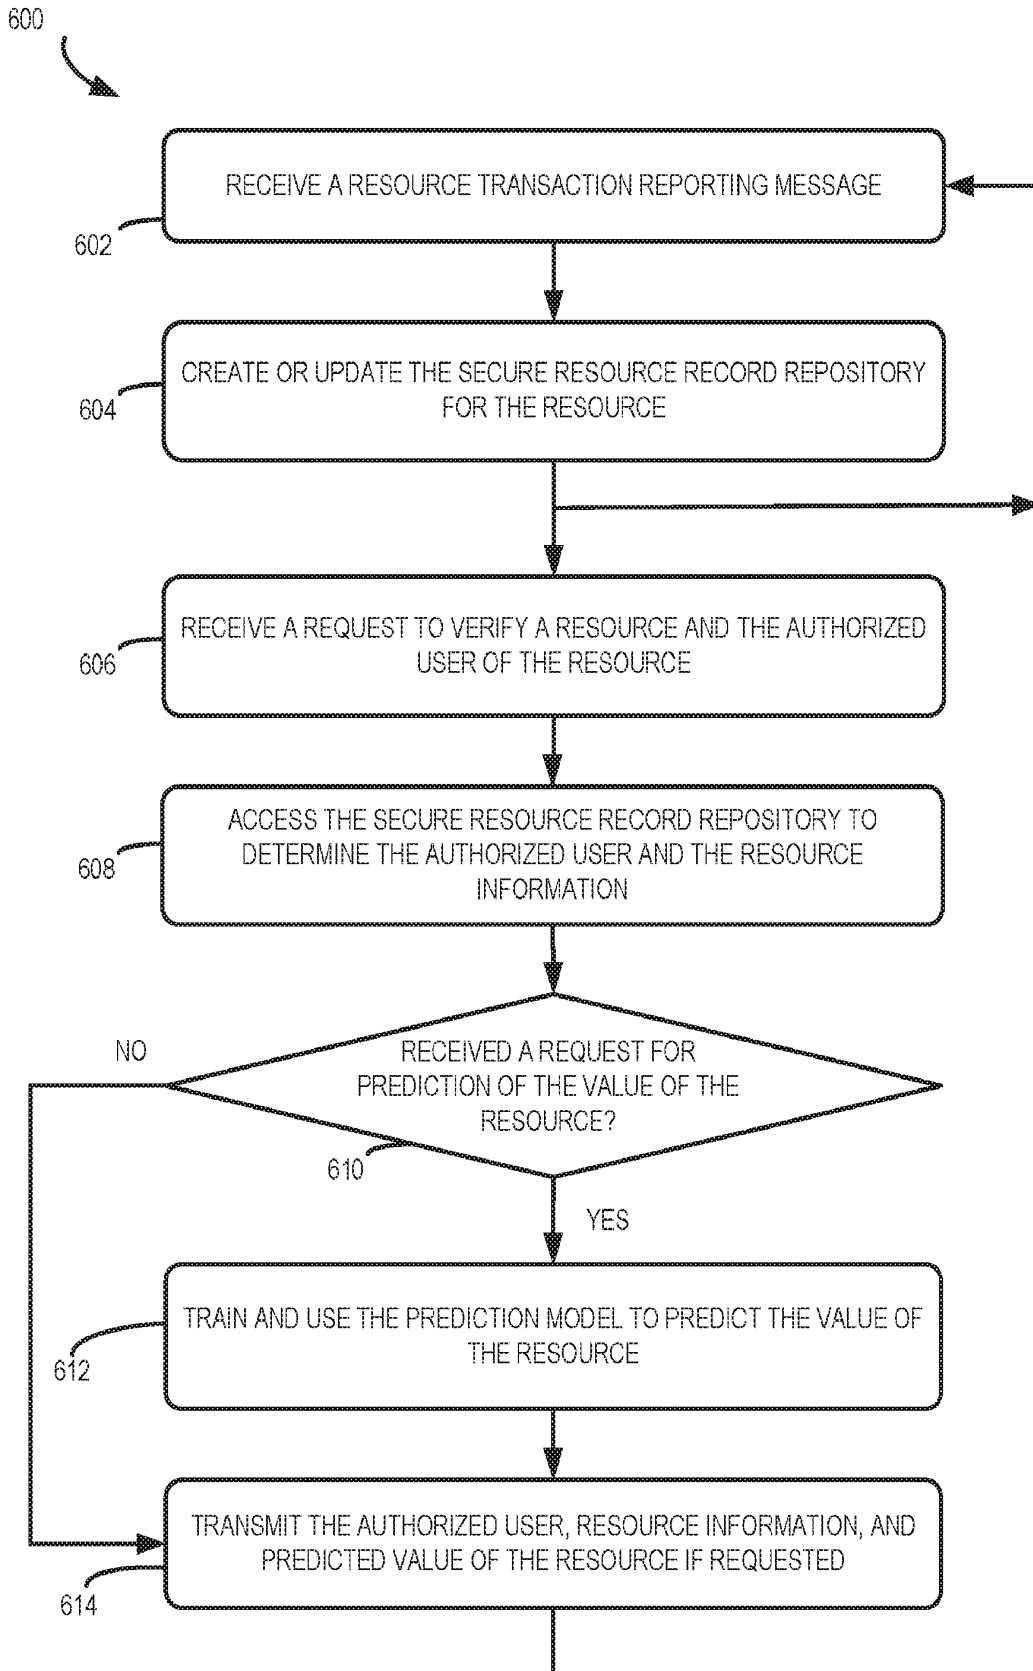 600
RECEIVE A RESOURCE TRANSACTION REPORTING MESSAGE
602
CREATE OR UPDATE THE SECURE RESOURCE RECORD REPOSITORY
FOR THE RESOURCE
604
RECEIVE A REQUEST TO VERIFY A RESOURCE AND THE AUTHORIZED
USER OF THE RESOURCE
606
ACCESS THE SECURE RESOURCE RECORD REPOSITORY TO
DETERMINE THE AUTHORIZED USER AND THE RESOURCE
INFORMATION
608
NO
RECEIVED A REQUEST FOR
PREDICTION OF THE VALUE OF THE
RESOURCE?
610
YES
TRAIN AND USE THE PREDICTION MODEL TO PREDICT THE VALUE OF
THE RESOURCE
612
TRANSMIT THE AUTHORIZED USER, RESOURCE INFORMATION, AND
PREDICTED VALUE OF THE RESOURCE IF REQUESTED
614